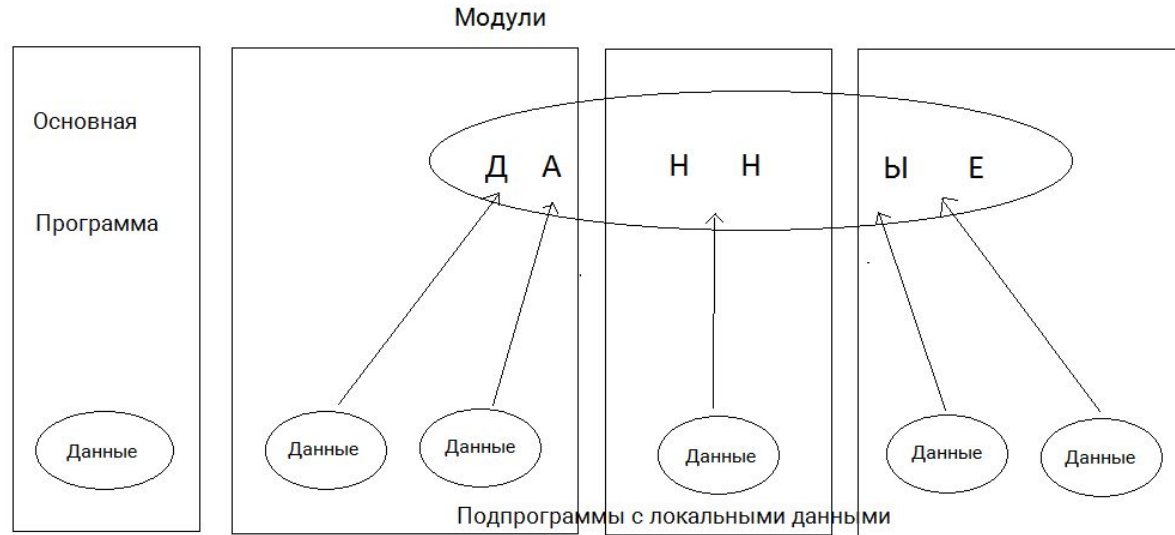 Модули
Основная
Программа
Д А Н Н Ы Е
Данные
Данные
Данные
Данные
Данные
Данные
Подпрограммы с локальными данными